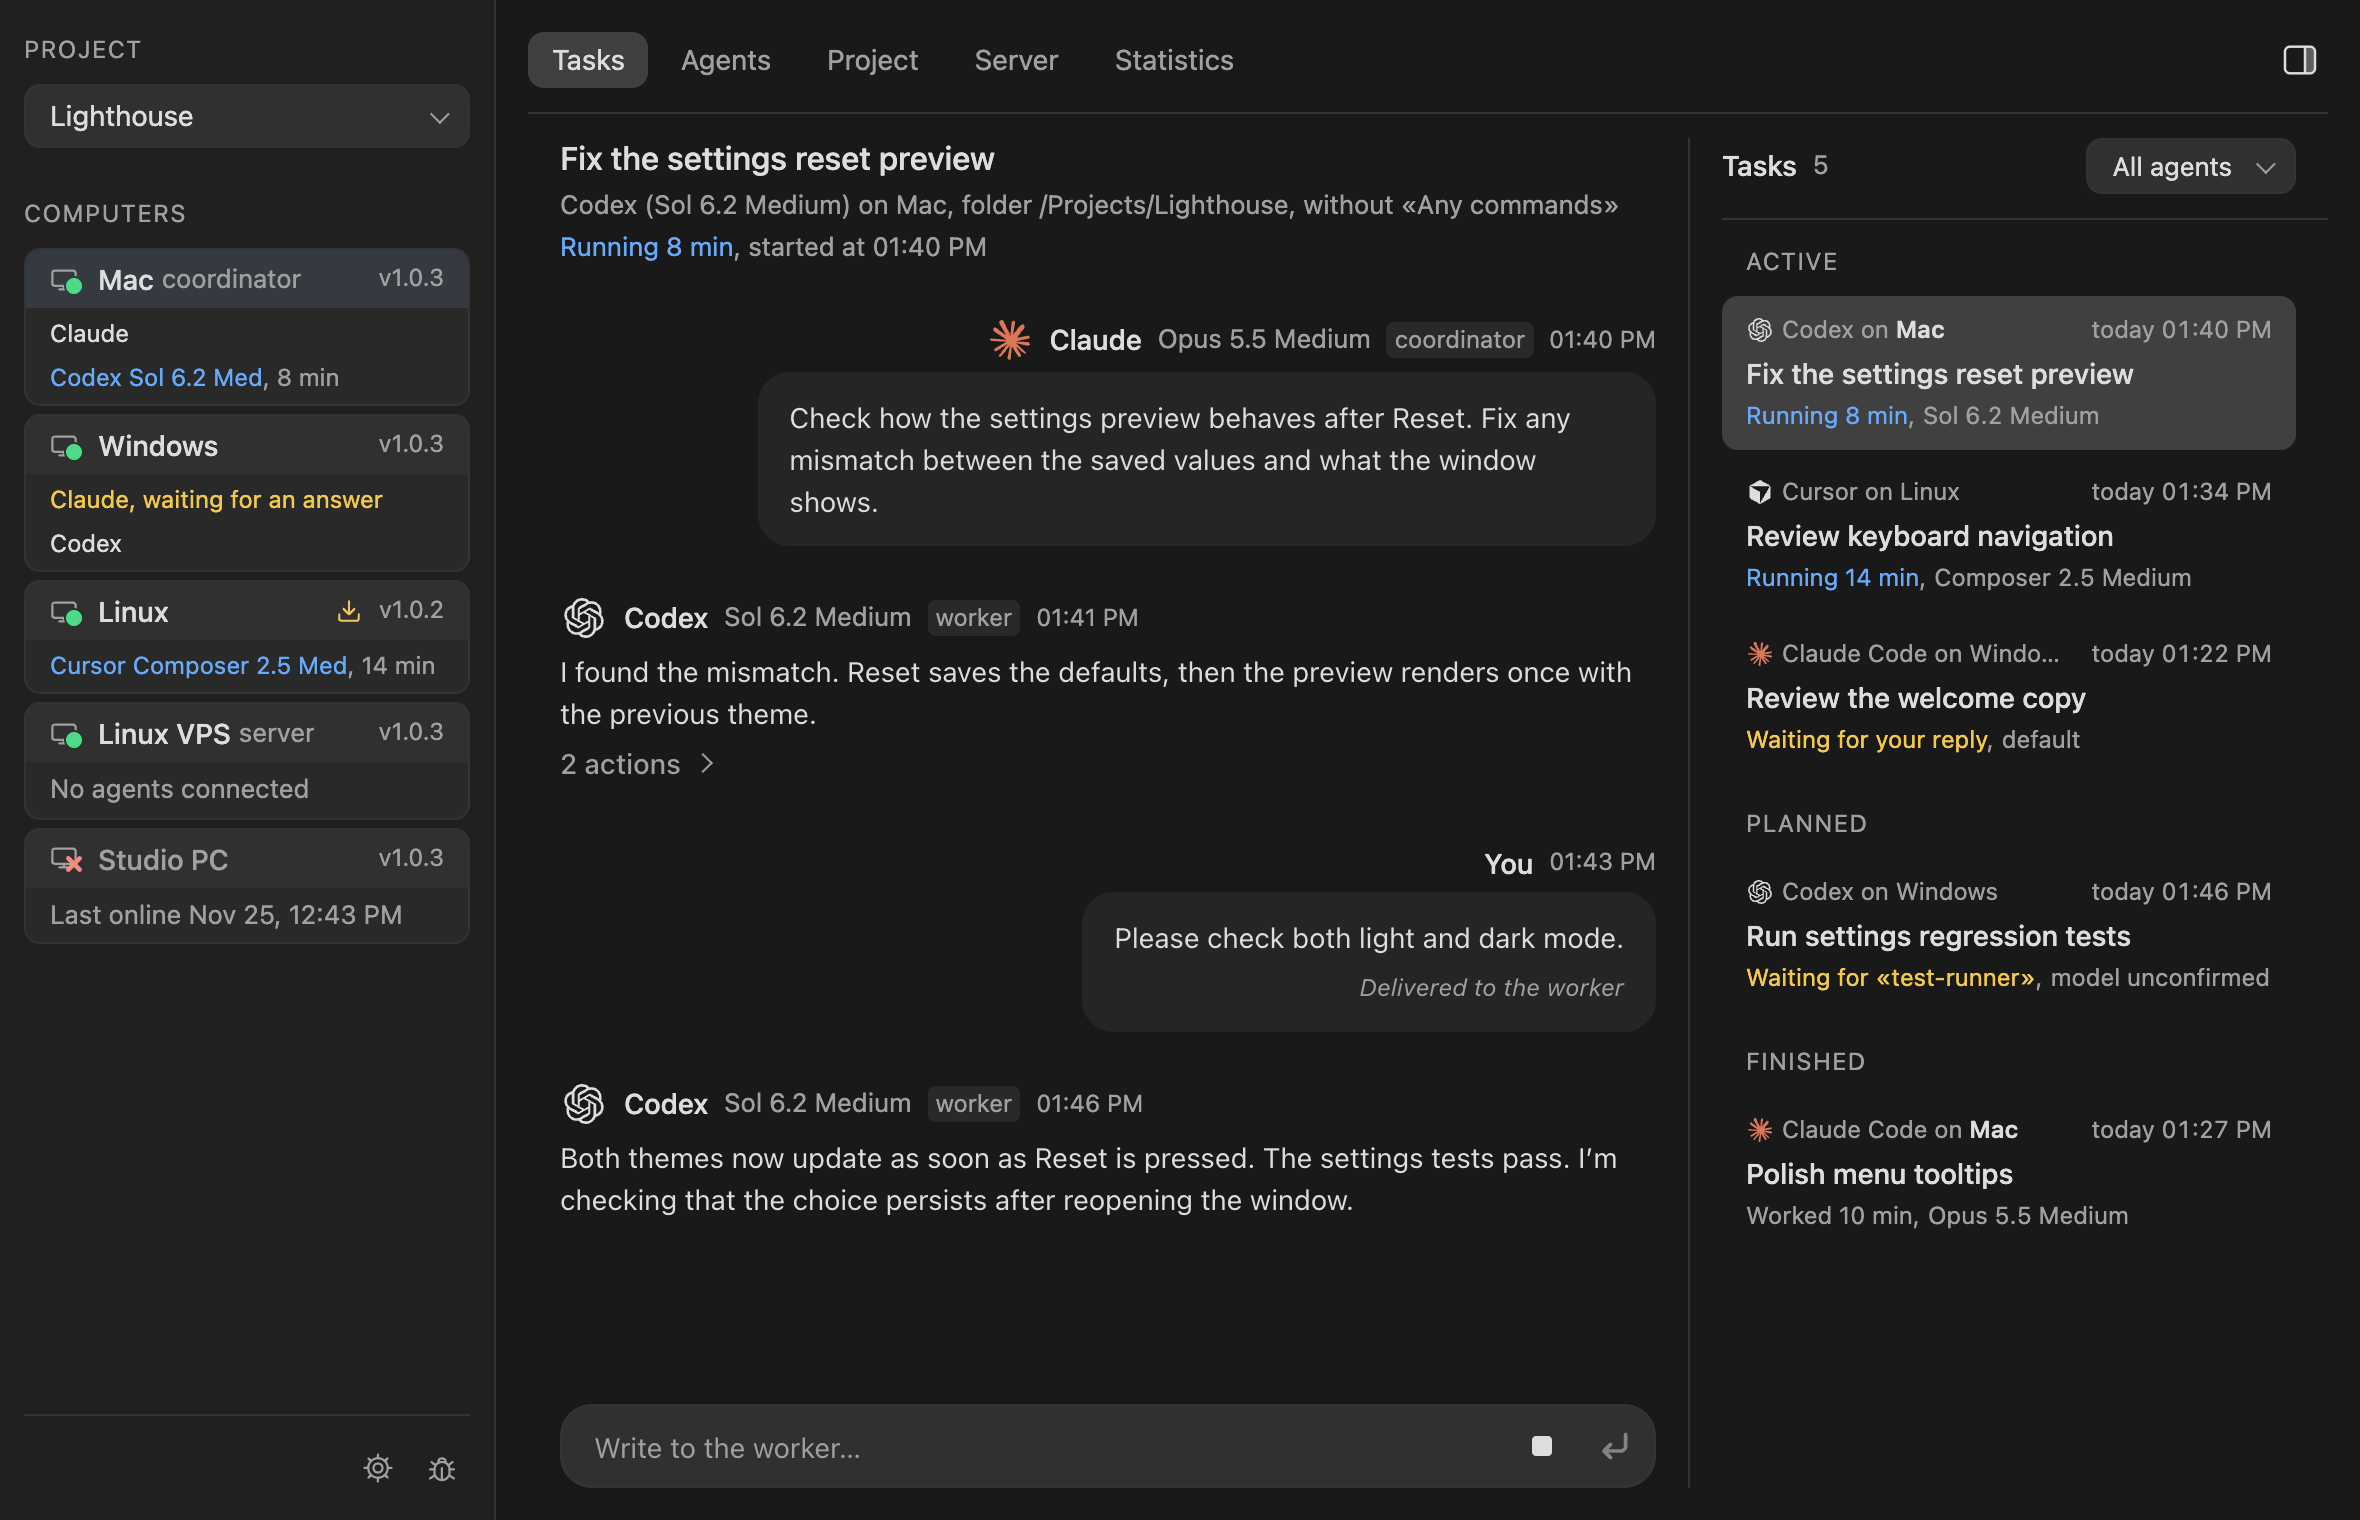 PROJECT
Lighthouse
COMPUTERS
Mac coordinator v1.0.3
Claude
Codex Sol 6.2 Med, 8 min
Windows v1.0.3
Claude, waiting for an answer
Codex
Linux v1.0.2
Cursor Composer 2.5 Med, 14 min
Linux VPS server v1.0.3
No agents connected
Studio PC v1.0.3
Last online Nov 25, 12:43 PM
Tasks Agents Project Server Statistics
Fix the settings reset preview
Codex (Sol 6.2 Medium) on Mac, folder /Projects/Lighthouse, without «Any commands»
Running 8 min, started at 01:40 PM
Claude Opus 5.5 Medium coordinator 01:40 PM
Check how the settings preview behaves after Reset. Fix any
mismatch between the saved values and what the window
shows.
Codex Sol 6.2 Medium worker 01:41 PM
I found the mismatch. Reset saves the defaults, then the preview renders once with
the previous theme.
2 actions
You 01:43 PM
Please check both light and dark mode.
Delivered to the worker
Codex Sol 6.2 Medium worker 01:46 PM
Both themes now update as soon as Reset is pressed. The settings tests pass. I’m
checking that the choice persists after reopening the window.
Write to the worker...
Tasks 5
All agents
ACTIVE
Codex on Mac today 01:40 PM
Fix the settings reset preview
Running 8 min, Sol 6.2 Medium
Cursor on Linux today 01:34 PM
Review keyboard navigation
Running 14 min, Composer 2.5 Medium
Claude Code on Windo... today 01:22 PM
Review the welcome copy
Waiting for your reply, default
PLANNED
Codex on Windows today 01:46 PM
Run settings regression tests
Waiting for «test-runner», model unconfirmed
FINISHED
Claude Code on Mac today 01:27 PM
Polish menu tooltips
Worked 10 min, Opus 5.5 Medium